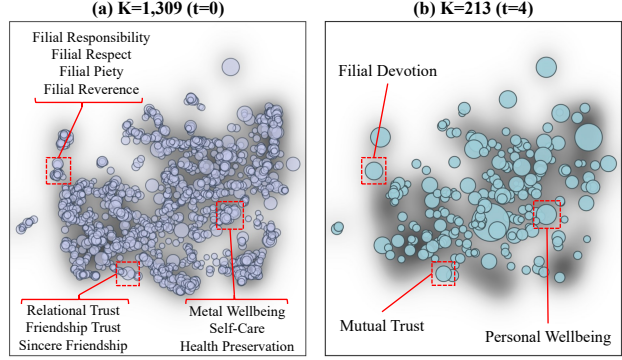 (a) K=1,309 (t=0)
Filial Responsibility
Filial Respect
Filial Piety
Filial Reverence
Relational Trust
Friendship Trust
Sincere Friendship
Metal Wellbeing
Self-Care
Health Preservation
(b) K=213 (t=4)
Filial Devotion
Mutual Trust
Personal Wellbeing